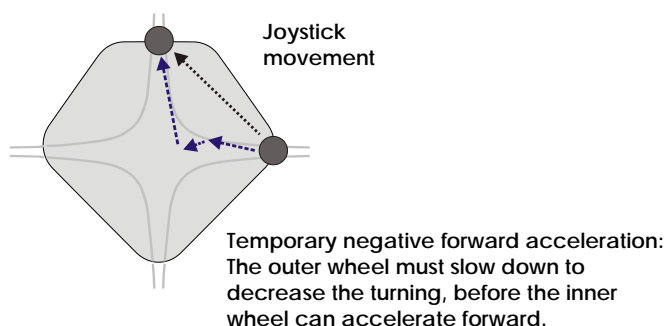 Joystick
movement
Temporary negative forward acceleration:
The outer wheel must slow down to
decrease the turning, before the inner
wheel can accelerate forward.